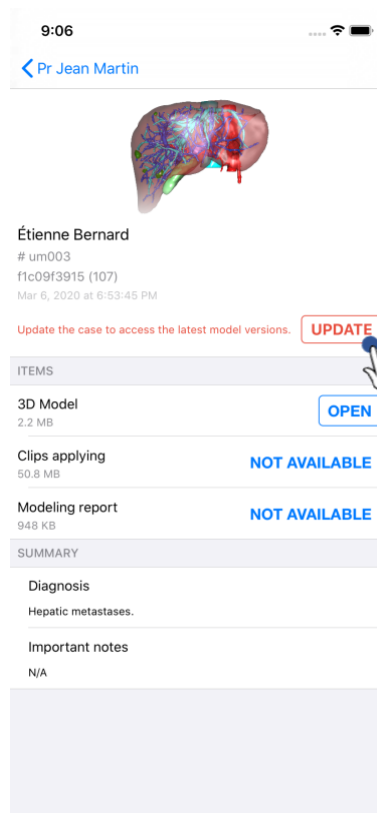 9:06
Pr Jean Martin
Étienne Bernard
# um003
f1c09f3915 (107)
Mar 6, 2020 at 6:53:45 PM
Update the case to access the latest model versions. UPDATE
ITEMS
3D Model
2.2 MB
OPEN
Clips applying
50.8 MB
NOT AVAILABLE
Modeling report
948 KB
NOT AVAILABLE
SUMMARY
Diagnosis
Hepatic metastases.
Important notes
N/A